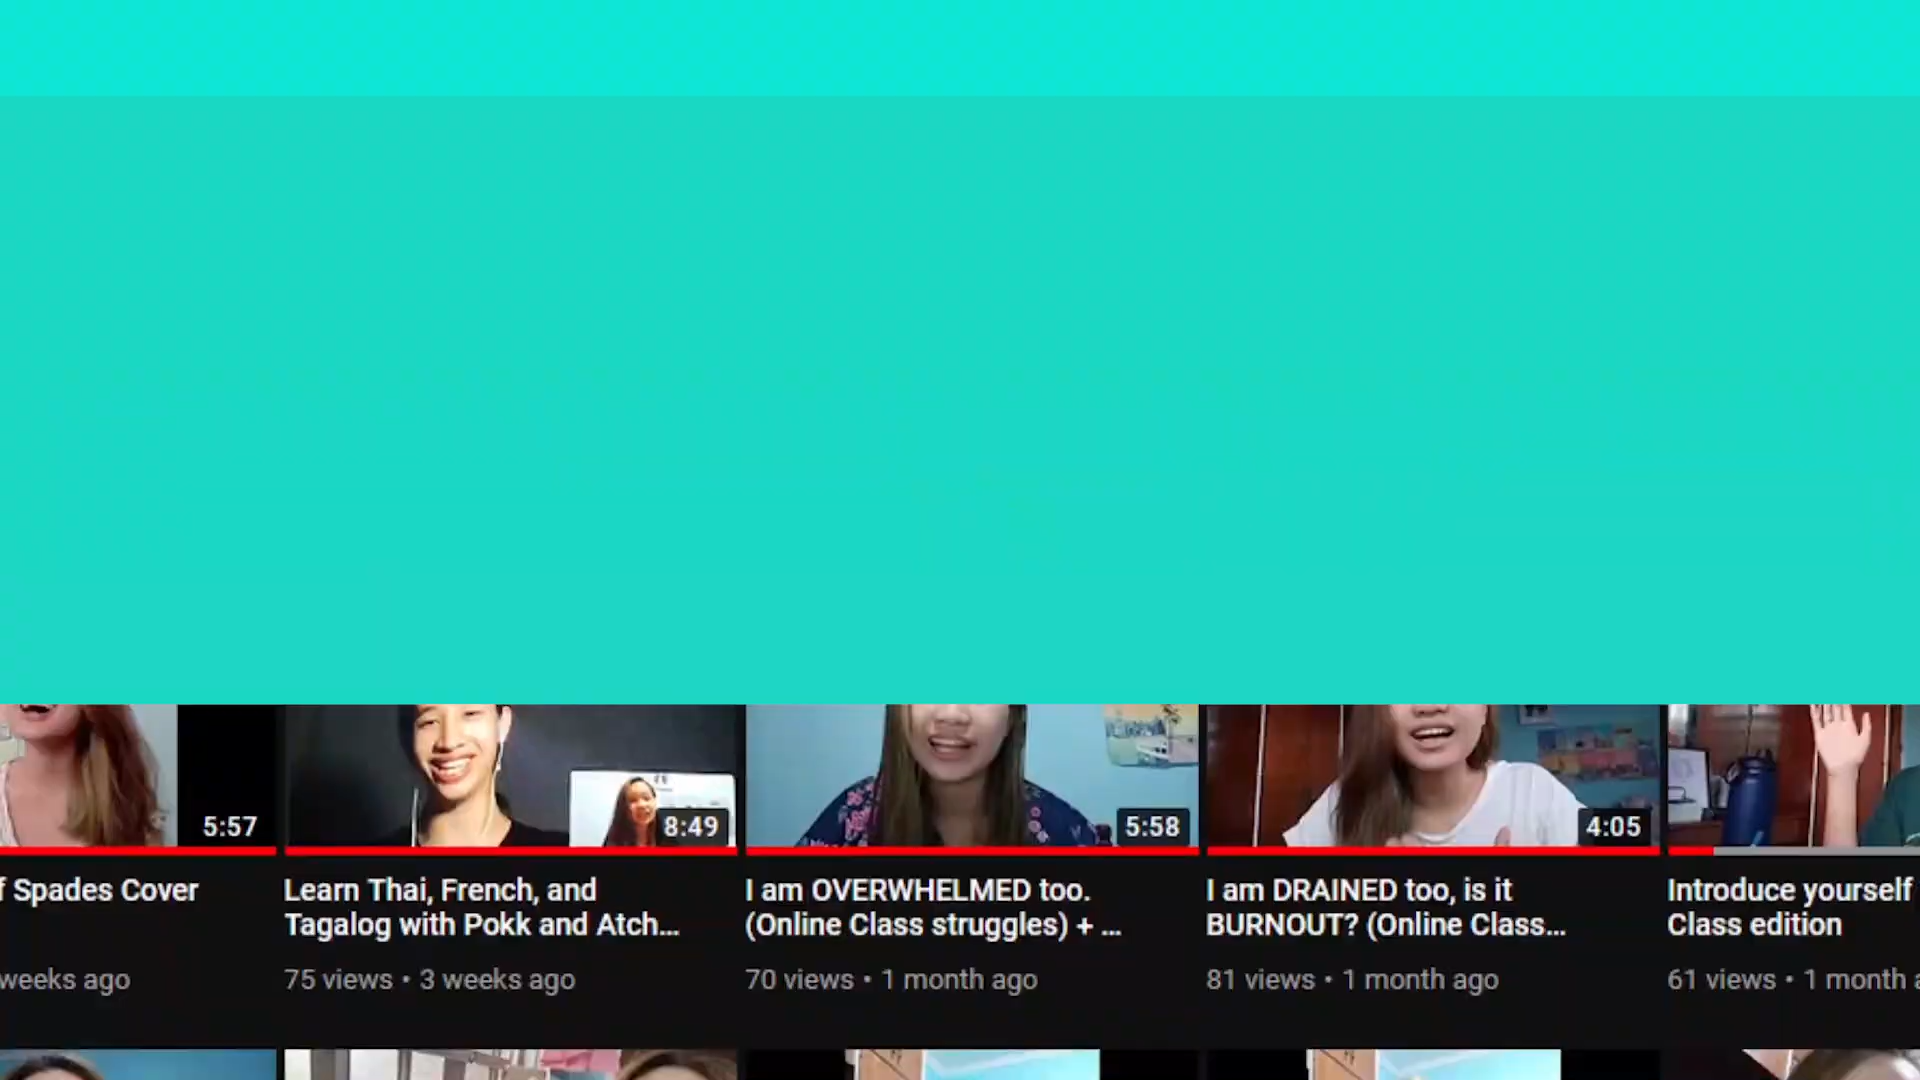 5:57
8:49
5:58
4:05
f Spades Cover
weeks ago
Learn Thai, French, and
Tagalog with Pokk and Atch...
75 views • 3 weeks ago
I am OVERWHELMED too.
(Online Class struggles) + ...
70 views • 1 month ago
I am DRAINED too, is it
BURNOUT? (Online Class...
81 views • 1 month ago
Introduce yourself
Class edition
61 views • 1 month a